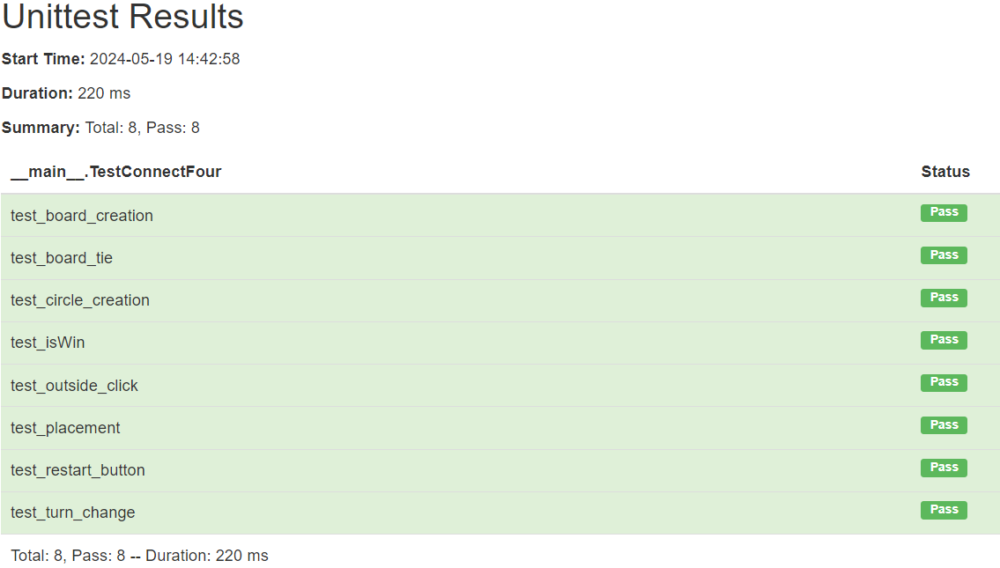 Unittest Results
Start Time: 2024-05-19 14:42:58
Duration: 220 ms
Summary: Total: 8, Pass: 8
__main__.TestConnectFour Status
test_board_creation Pass
test_board_tie Pass
test_circle_creation Pass
test_isWin Pass
test_outside_click Pass
test_placement Pass
test_restart_button Pass
test_turn_change Pass
Total: 8, Pass: 8 -- Duration: 220 ms